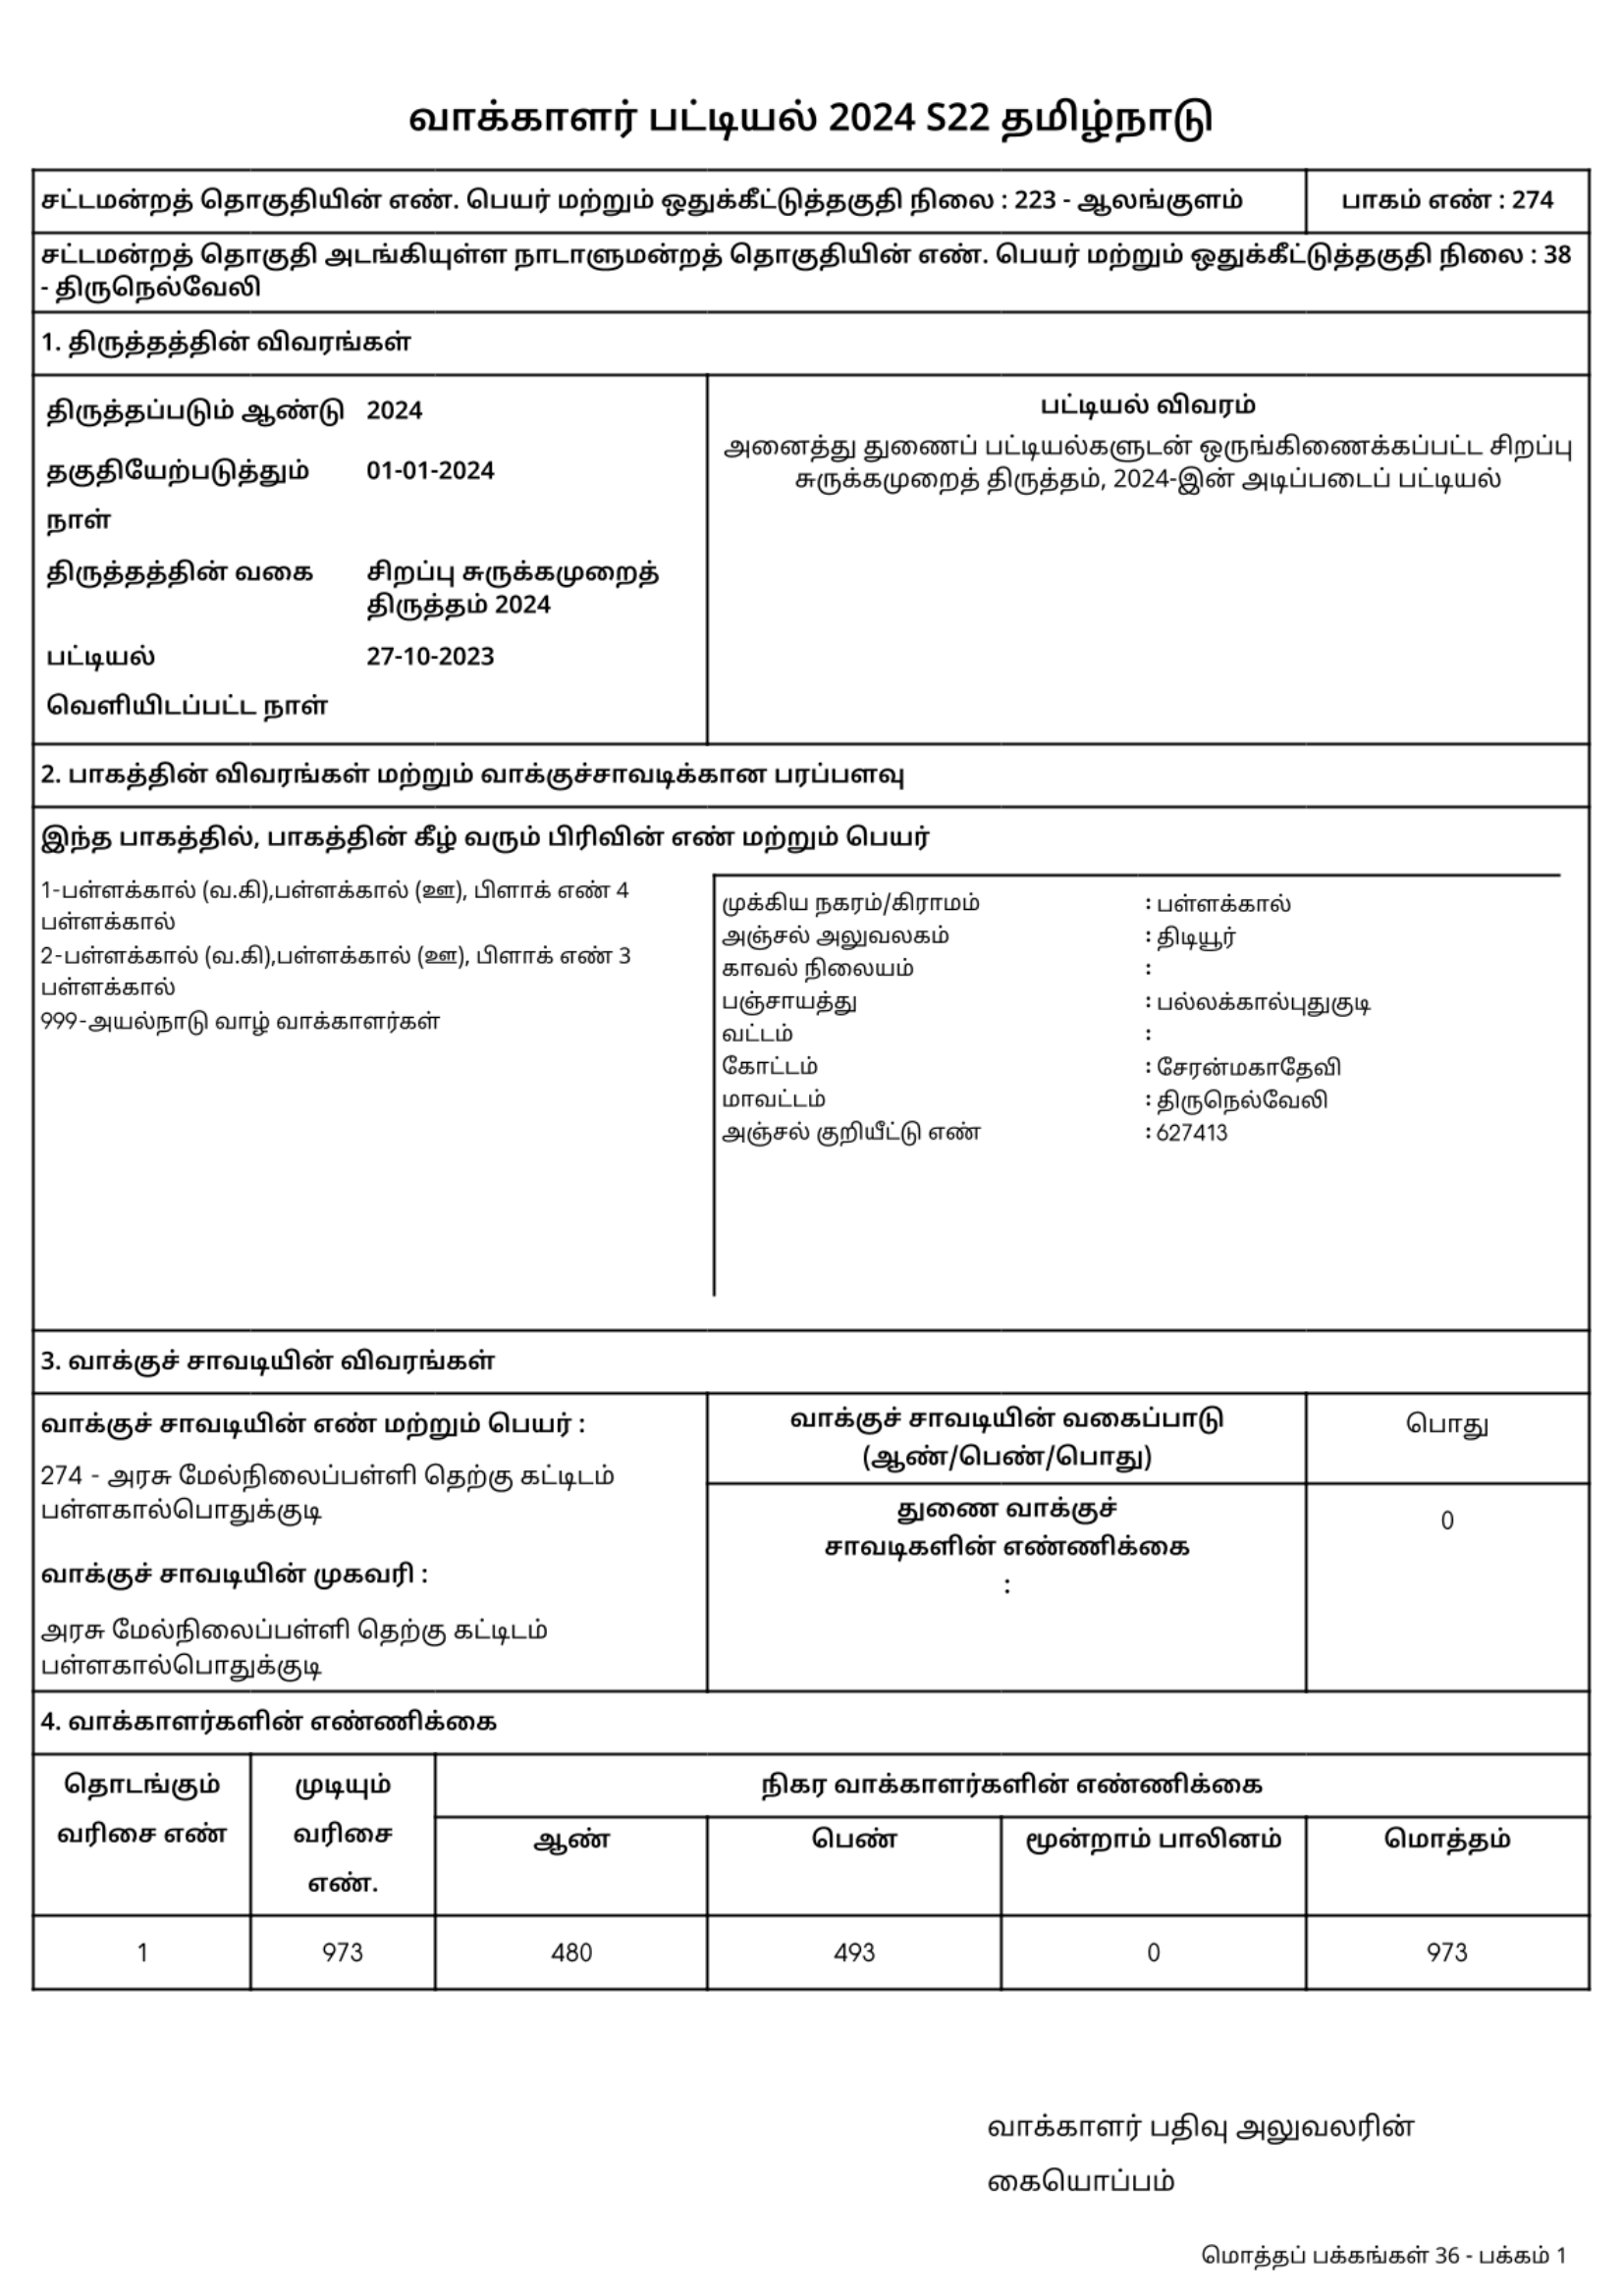 வாக்காளர் பட்டியல் 2024 S22 தமிழ்நாடு
சட்டமன்றத் தொகுதியின் எண். பெயர் மற்றும் ஒதுக்கீட்டுத்தகுதி நிலை : 223 - ஆலங்குளம்
பாகம் எண் : 274
சட்டமன்றத் தொகுதி அடங்கியுள்ள நாடாளுமன்றத் தொகுதியின் எண். பெயர் மற்றும் ஒதுக்கீட்டுத்தகுதி நிலை : 38
- திருநெல்வேலி
1. திருத்தத்தின் விவரங்கள்
திருத்தப்படும் ஆண்டு 2024
தகுதியேற்படுத்தும் 01-01-2024
நாள்
திருத்தத்தின் வகை சிறப்பு சுருக்கமுறைத்
திருத்தம் 2024
பட்டியல் 27-10-2023
வெளியிடப்பட்ட நாள்
பட்டியல் விவரம்
அனைத்து துணைப் பட்டியல்களுடன் ஒருங்கிணைக்கப்பட்ட சிறப்பு
சுருக்கமுறைத் திருத்தம், 2024-இன் அடிப்படைப் பட்டியல்
2. பாகத்தின் விவரங்கள் மற்றும் வாக்குச்சாவடிக்கான பரப்பளவு
இந்த பாகத்தில், பாகத்தின் கீழ் வரும் பிரிவின் எண் மற்றும் பெயர்
1-பள்ளக்கால் (வ.கி),பள்ளக்கால் (ஊ), பிளாக் எண் 4
பள்ளக்கால்
2-பள்ளக்கால் (வ.கி),பள்ளக்கால் (ஊ), பிளாக் எண் 3
பள்ளக்கால்
999-அயல்நாடு வாழ் வாக்காளர்கள்
முக்கிய நகரம்/கிராமம் : பள்ளக்கால்
அஞ்சல் அலுவலகம் : திடியூர்
காவல் நிலையம் :
பஞ்சாயத்து : பல்லக்கால்புதுகுடி
வட்டம் :
கோட்டம் : சேரன்மகாதேவி
மாவட்டம் : திருநெல்வேலி
அஞ்சல் குறியீட்டு எண் : 627413
3. வாக்குச் சாவடியின் விவரங்கள்
வாக்குச் சாவடியின் எண் மற்றும் பெயர் :
274 - அரசு மேல்நிலைப்பள்ளி தெற்கு கட்டிடம்
பள்ளகால்பொதுக்குடி
வாக்குச் சாவடியின் முகவரி :
அரசு மேல்நிலைப்பள்ளி தெற்கு கட்டிடம்
பள்ளகால்பொதுக்குடி
வாக்குச் சாவடியின் வகைப்பாடு
(ஆண்/பெண்/பொது)
பொது
துணை வாக்குச்
சாவடிகளின் எண்ணிக்கை
:
0
4. வாக்காளர்களின் எண்ணிக்கை
தொடங்கும்
வரிசை எண்
முடியும்
வரிசை
எண்.
நிகர வாக்காளர்களின் எண்ணிக்கை
ஆண் பெண் மூன்றாம் பாலினம் மொத்தம்
1 973 480 493 0 973
வாக்காளர் பதிவு அலுவலரின்
கையொப்பம்
மொத்தப் பக்கங்கள் 36 - பக்கம் 1